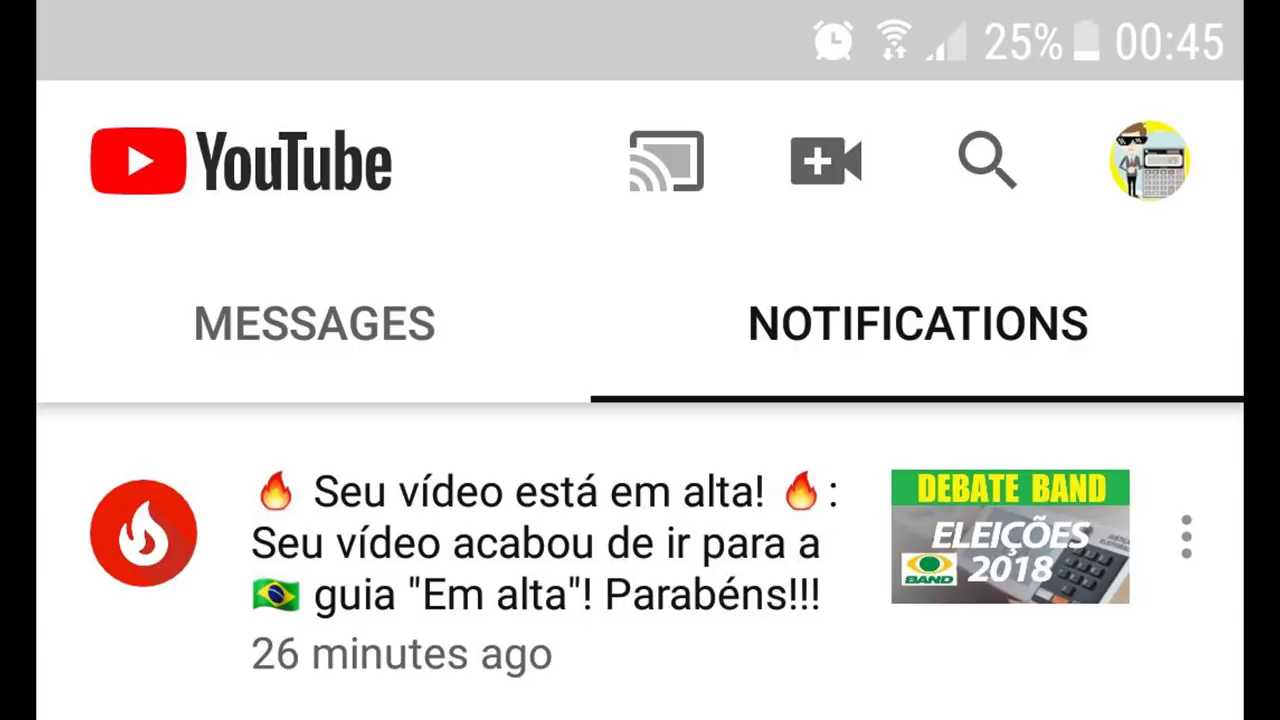 25% 00:45
YouTube
MESSAGES NOTIFICATIONS
🔥 Seu vídeo está em alta! 🔥:
Seu vídeo acabou de ir para a
🇧🇷 guia "Em alta"! Parabéns!!!
26 minutes ago
DEBATE BAND
ELEIÇÕES
2018
BAND